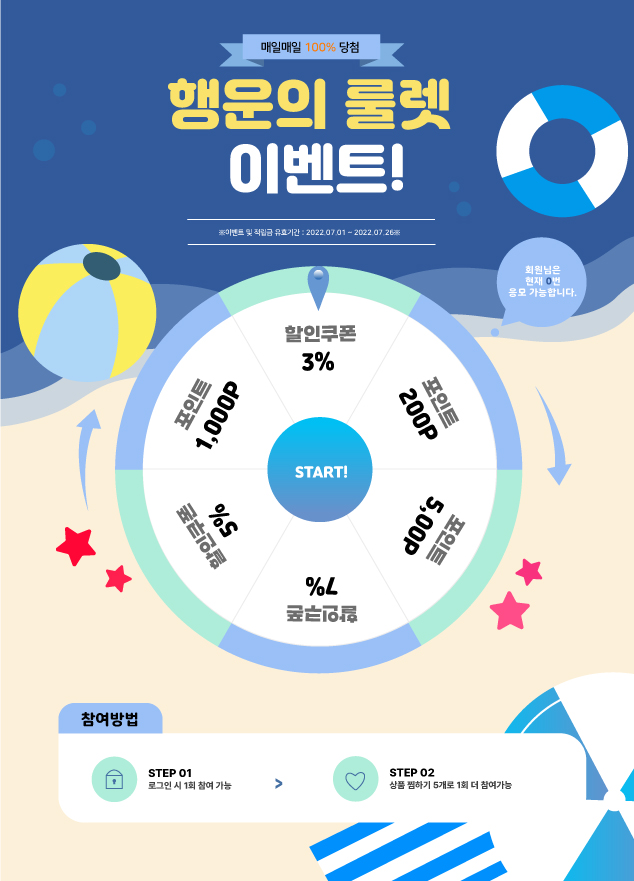 매일매일 100% 당첨
행운의 룰렛
이벤트!
※이벤트 및 적립금 유효기간 : 2022.07.01 ~ 2022.07.26※
회원님은
현재 0번
응모 가능합니다.
할인쿠폰
3%
포인트
200P
포인트
5,00P
할인쿠폰
7%
할인쿠폰
5%
포인트
1,000P
START!
참여방법
STEP 01
로그인 시 1회 참여 가능
>
STEP 02
상품 찜하기 5개로 1회 더 참여가능